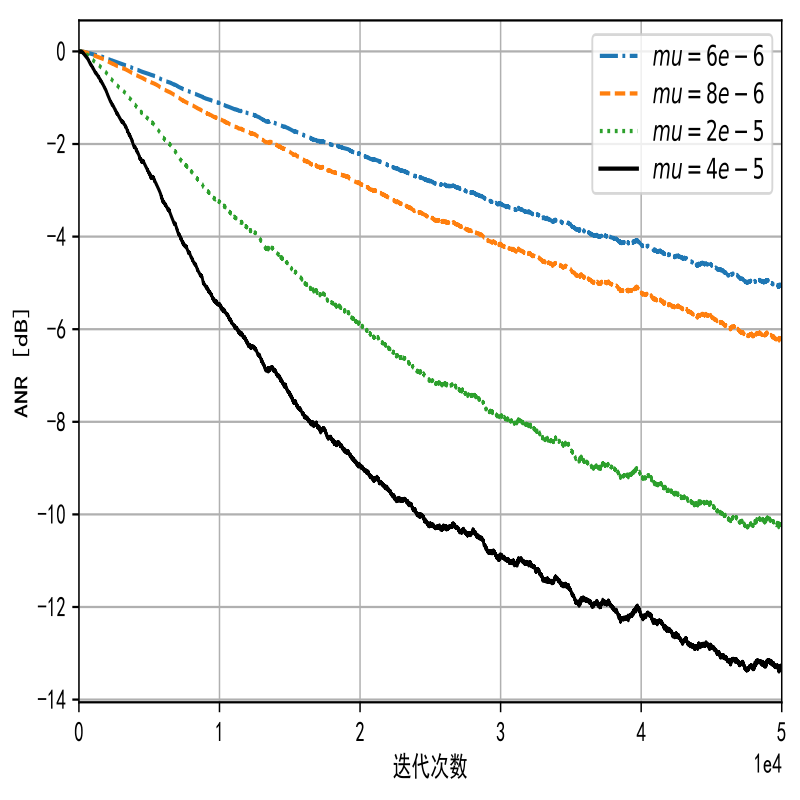 mu = 6e − 6
mu = 8e − 6
mu = 2e − 5
mu = 4e − 5
0
−2
−4
−6
−8
−10
−12
−14
ANR [dB]
0 1 2 3 4 5
1e4
迭代次数